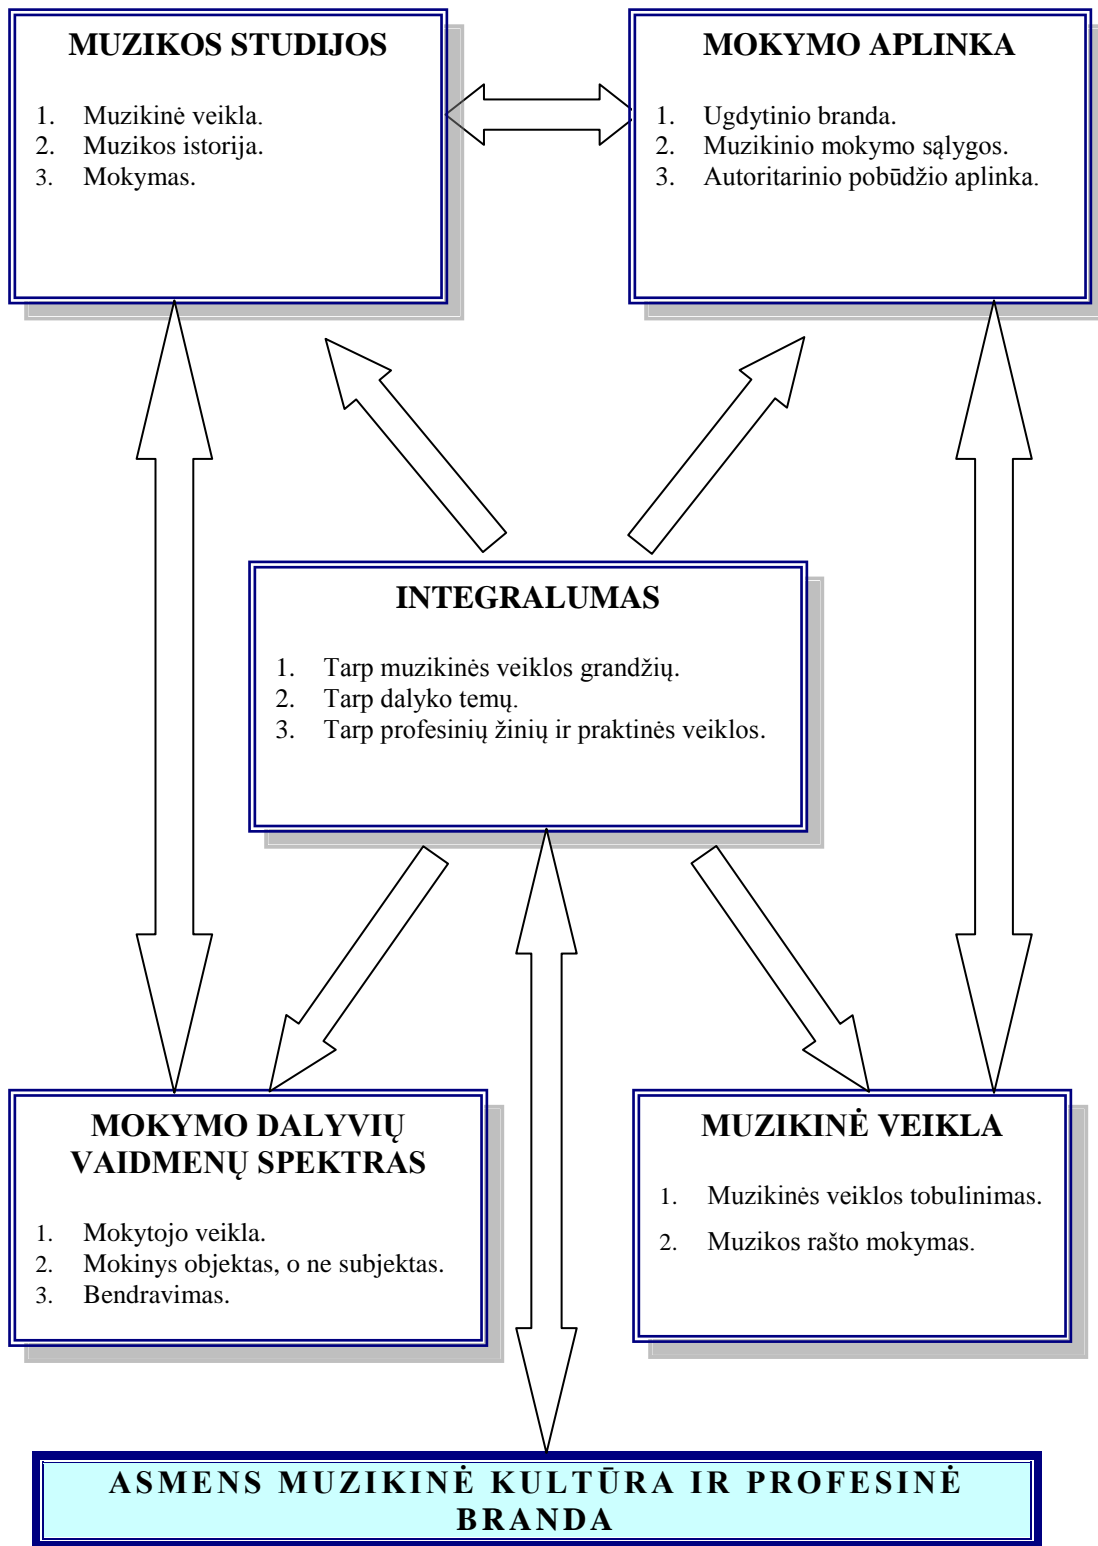 MUZIKOS STUDIJOS
1. Muzikinė veikla.
2. Muzikos istorija.
3. Mokymas.
MOKYMO APLINKA
1. Ugdytinio branda.
2. Muzikinio mokymo sąlygos.
3. Autoritarinio pobūdžio aplinka.
INTEGRALUMAS
1. Tarp muzikinės veiklos grandžių.
2. Tarp dalyko temų.
3. Tarp profesinių žinių ir praktinės veiklos.
MOKYMO DALYVIŲ
VAIDMENŲ SPEKTRAS
1. Mokytojo veikla.
2. Mokinys objektas, o ne subjektas.
3. Bendravimas.
MUZIKINĖ VEIKLA
1. Muzikinės veiklos tobulinimas.
2. Muzikos rašto mokymas.
ASMENS MUZIKINĖ KULTŪRA IR PROFESINĖ
BRANDA